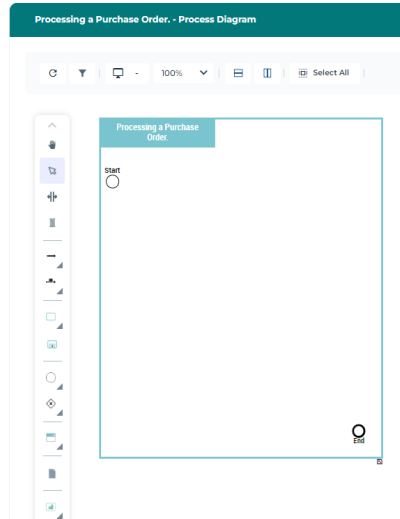 Processing a Purchase Order. - Process Diagram
- 100% Select All
Processing a Purchase
Order.
Start
End